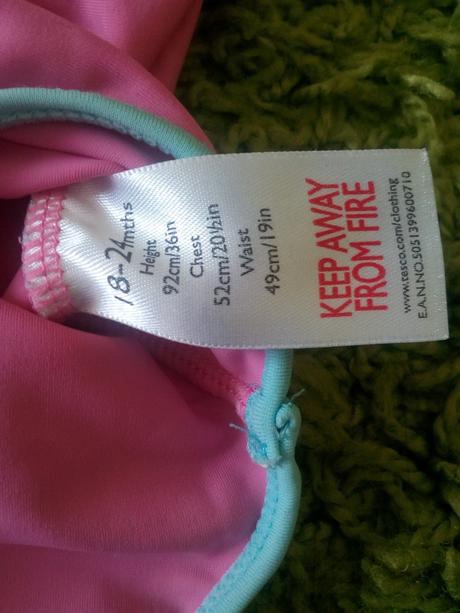 18-24mths
Height
92cm/36in
Chest
52cm/20½in
Waist
49cm/19in
KEEP AWAY
FROM FIRE
www.tesco.com/clothing
E.A.N.NO.5051399600710